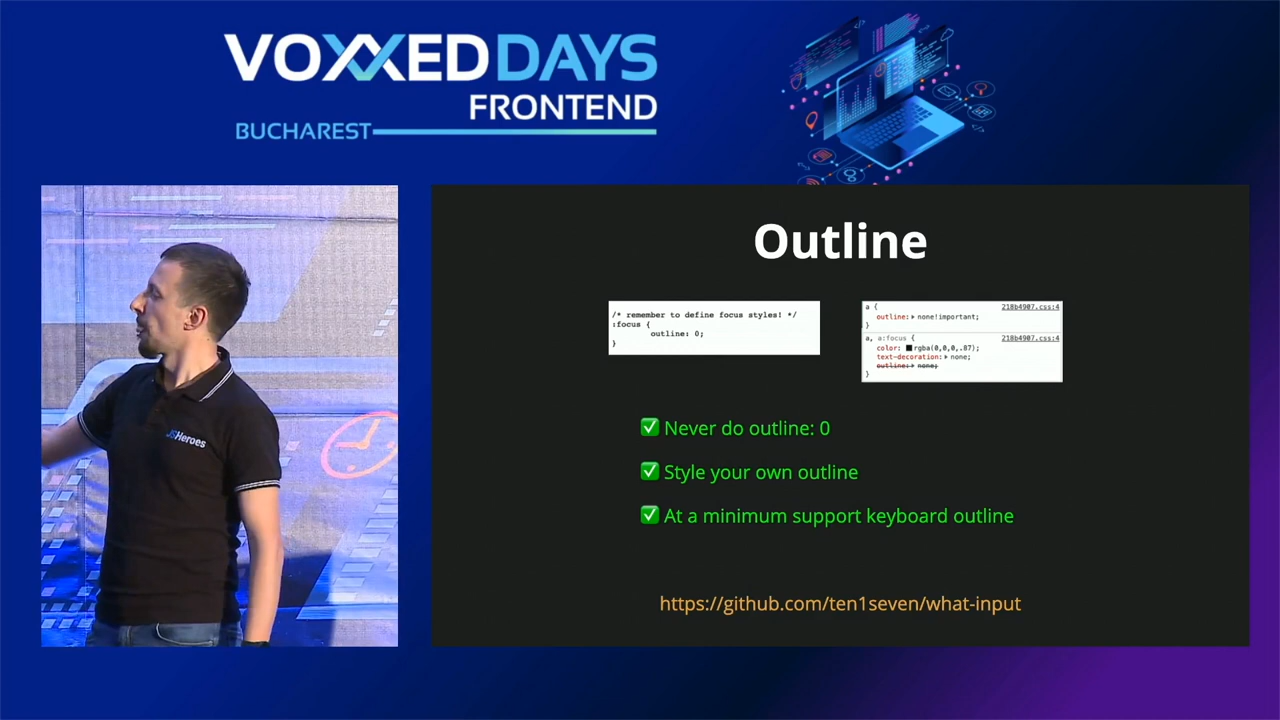 VOXXED DAYS
FRONTEND
BUCHAREST
JSHeroes
Outline
/* remember to define focus styles! */
:focus {
outline: 0;
}
a {
218b4907.css:4
outline:▸ none!important;
}
a, a:focus {
218b4907.css:4
color: rgba(0,0,0,.87);
text-decoration:▸ none;
outline:▸ none;
}
✅ Never do outline: 0
✅ Style your own outline
✅ At a minimum support keyboard outline
https://github.com/ten1seven/what-input